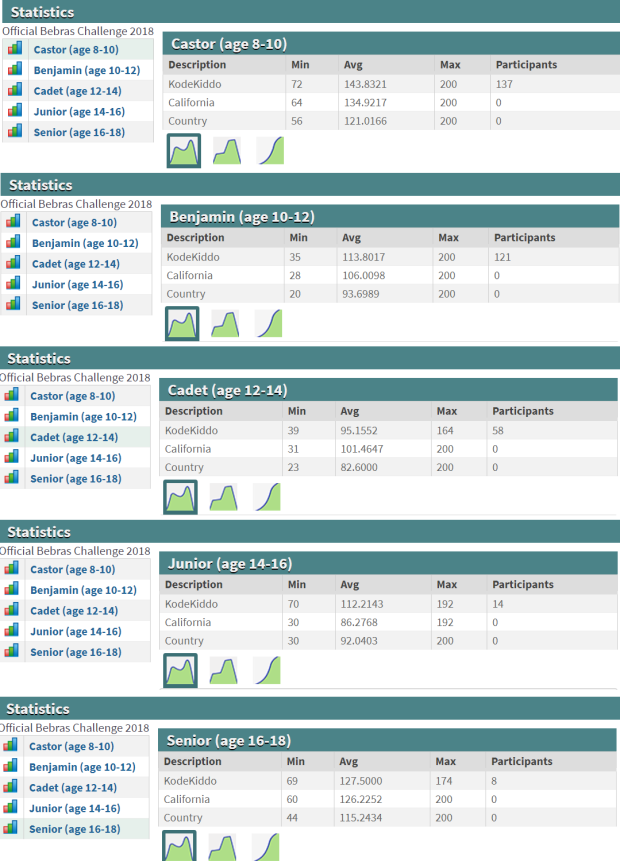 Statistics
Official Bebras Challenge 2018
Castor (age 8-10)
Benjamin (age 10-12)
Cadet (age 12-14)
Junior (age 14-16)
Senior (age 16-18)
Castor (age 8-10)
Description Min Avg Max Participants
KodeKiddo 72 143.8321 200 137
California 64 134.9217 200 0
Country 56 121.0166 200 0
Statistics
Official Bebras Challenge 2018
Castor (age 8-10)
Benjamin (age 10-12)
Cadet (age 12-14)
Junior (age 14-16)
Senior (age 16-18)
Benjamin (age 10-12)
Description Min Avg Max Participants
KodeKiddo 35 113.8017 200 121
California 28 106.0098 200 0
Country 20 93.6989 200 0
Statistics
Official Bebras Challenge 2018
Castor (age 8-10)
Benjamin (age 10-12)
Cadet (age 12-14)
Junior (age 14-16)
Senior (age 16-18)
Cadet (age 12-14)
Description Min Avg Max Participants
KodeKiddo 39 95.1552 164 58
California 31 101.4647 200 0
Country 23 82.6000 200 0
Statistics
Official Bebras Challenge 2018
Castor (age 8-10)
Benjamin (age 10-12)
Cadet (age 12-14)
Junior (age 14-16)
Senior (age 16-18)
Junior (age 14-16)
Description Min Avg Max Participants
KodeKiddo 70 112.2143 192 14
California 30 86.2768 192 0
Country 30 92.0403 200 0
Statistics
Official Bebras Challenge 2018
Castor (age 8-10)
Benjamin (age 10-12)
Cadet (age 12-14)
Junior (age 14-16)
Senior (age 16-18)
Senior (age 16-18)
Description Min Avg Max Participants
KodeKiddo 69 127.5000 174 8
California 60 126.2252 200 0
Country 44 115.2434 200 0